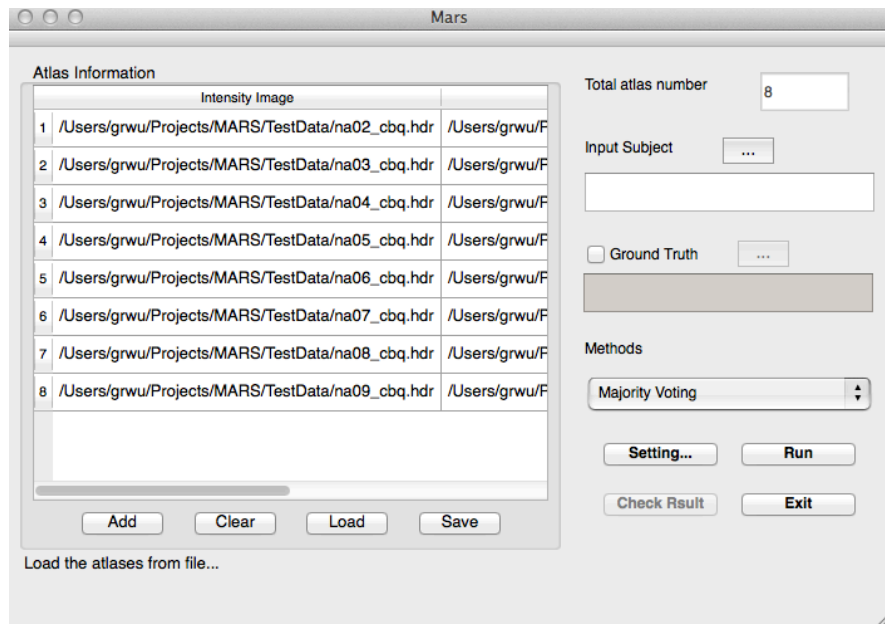 Mars
Atlas Information
Intensity Image
1 /Users/grwu/Projects/MARS/TestData/na02_cbq.hdr /Users/grwu/F
2 /Users/grwu/Projects/MARS/TestData/na03_cbq.hdr /Users/grwu/F
3 /Users/grwu/Projects/MARS/TestData/na04_cbq.hdr /Users/grwu/F
4 /Users/grwu/Projects/MARS/TestData/na05_cbq.hdr /Users/grwu/F
5 /Users/grwu/Projects/MARS/TestData/na06_cbq.hdr /Users/grwu/F
6 /Users/grwu/Projects/MARS/TestData/na07_cbq.hdr /Users/grwu/F
7 /Users/grwu/Projects/MARS/TestData/na08_cbq.hdr /Users/grwu/F
8 /Users/grwu/Projects/MARS/TestData/na09_cbq.hdr /Users/grwu/F
Add Clear Load Save
Load the atlases from file...
Total atlas number 8
Input Subject ...
Ground Truth ...
Methods
Majority Voting
Setting... Run
Check Rsult Exit